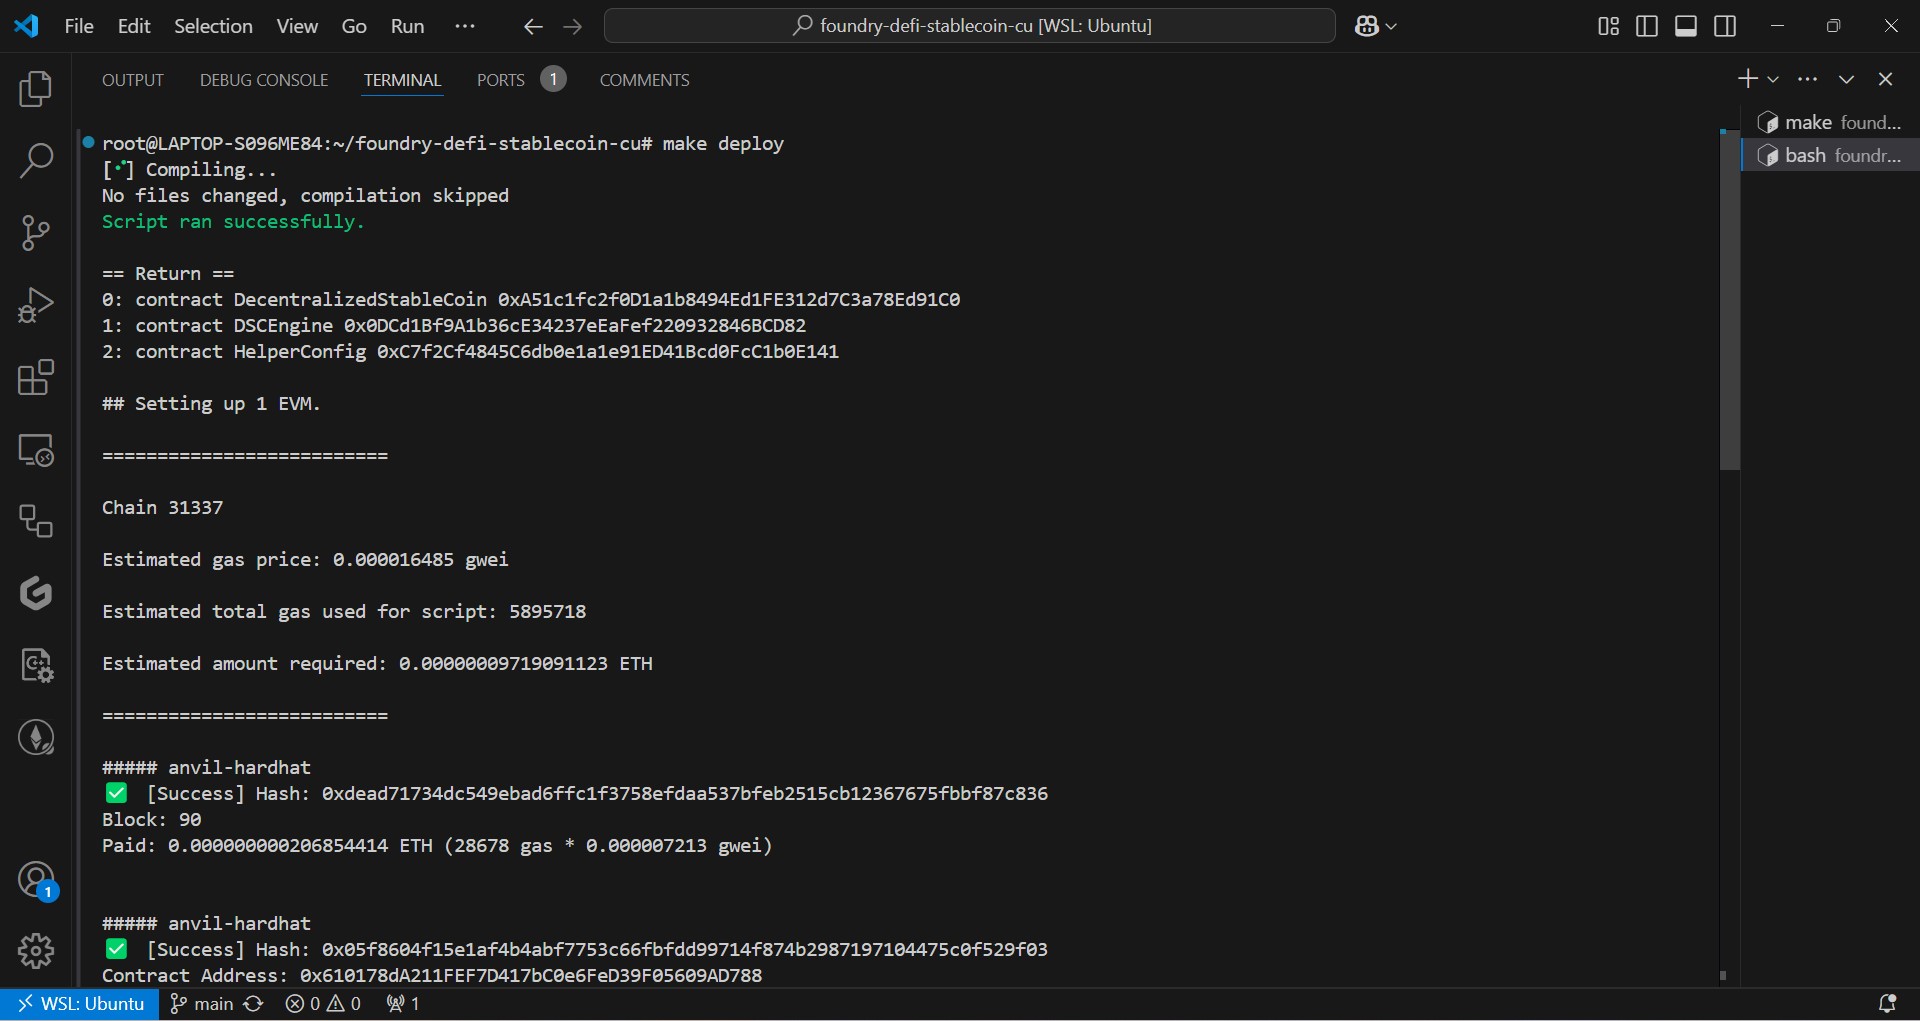 File Edit Selection View Go Run ···
foundry-defi-stablecoin-cu [WSL: Ubuntu]
OUTPUT DEBUG CONSOLE TERMINAL PORTS 1 COMMENTS
make found...
bash foundr...
root@LAPTOP-S096ME84:~/foundry-defi-stablecoin-cu# make deploy
[⠊] Compiling...
No files changed, compilation skipped
Script ran successfully.
== Return ==
0: contract DecentralizedStableCoin 0xA51c1fc2f0D1a1b8494Ed1FE312d7C3a78Ed91C0
1: contract DSCEngine 0x0DCd1Bf9A1b36cE34237eEaFef220932846BCD82
2: contract HelperConfig 0xC7f2Cf4845C6db0e1a1e91ED41Bcd0FcC1b0E141
## Setting up 1 EVM.
==========================
Chain 31337
Estimated gas price: 0.000016485 gwei
Estimated total gas used for script: 5895718
Estimated amount required: 0.00000009719091123 ETH
==========================
##### anvil-hardhat
✅ [Success] Hash: 0xdead71734dc549ebad6ffc1f3758efdaa537bfeb2515cb12367675fbbf87c836
Block: 90
Paid: 0.000000000206854414 ETH (28678 gas * 0.000007213 gwei)
##### anvil-hardhat
✅ [Success] Hash: 0x05f8604f15e1af4b4abf7753c66fbfdd99714f874b2987197104475c0f529f03
Contract Address: 0x610178dA211FEF7D417bC0e6FeD39F05609AD788
1
WSL: Ubuntu main 0 0 1